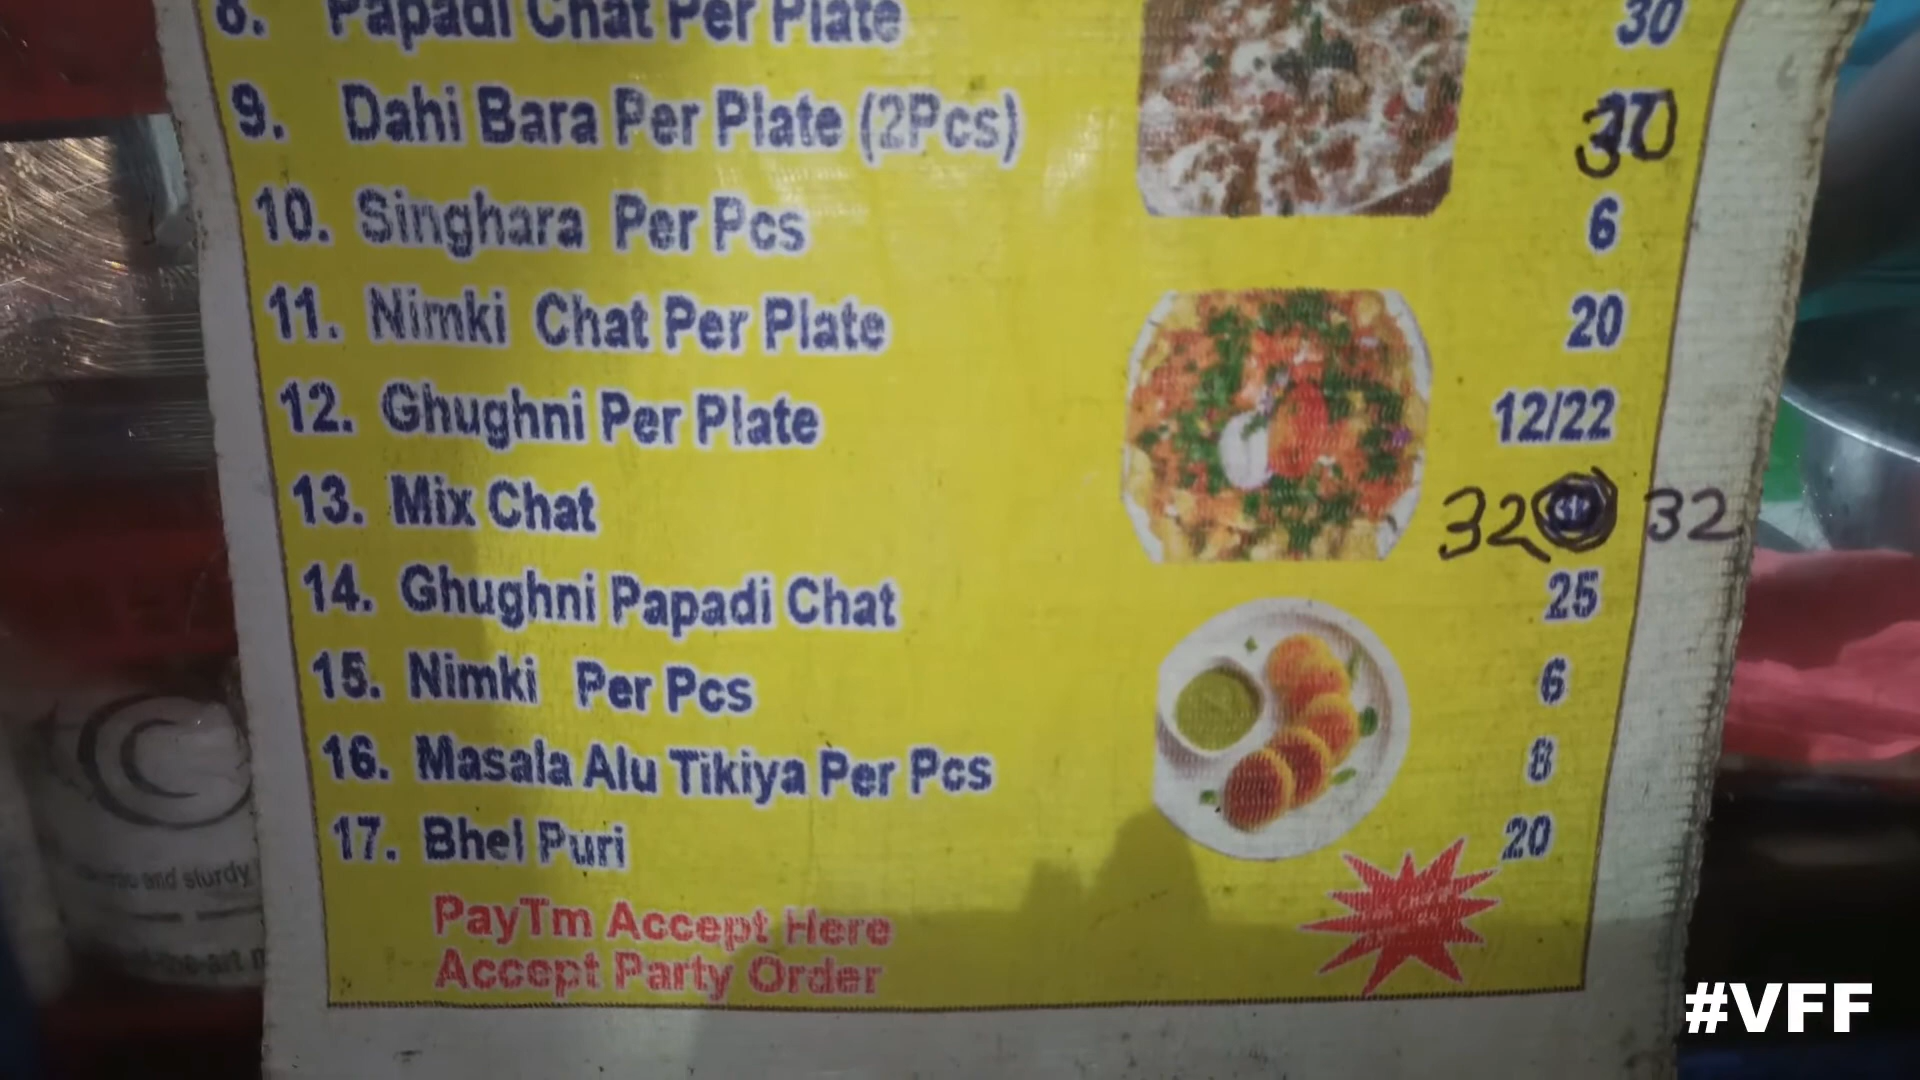 8. Papadi Chat Per Plate 30
9. Dahi Bara Per Plate (2Pcs) 30
10. Singhara Per Pcs 6
11. Nimki Chat Per Plate 20
12. Ghughni Per Plate 12/22
13. Mix Chat 32 32
14. Ghughni Papadi Chat 25
15. Nimki Per Pcs 6
16. Masala Alu Tikiya Per Pcs 8
17. Bhel Puri 20
PayTm Accept Here
Accept Party Order
and sturdy
#VFF